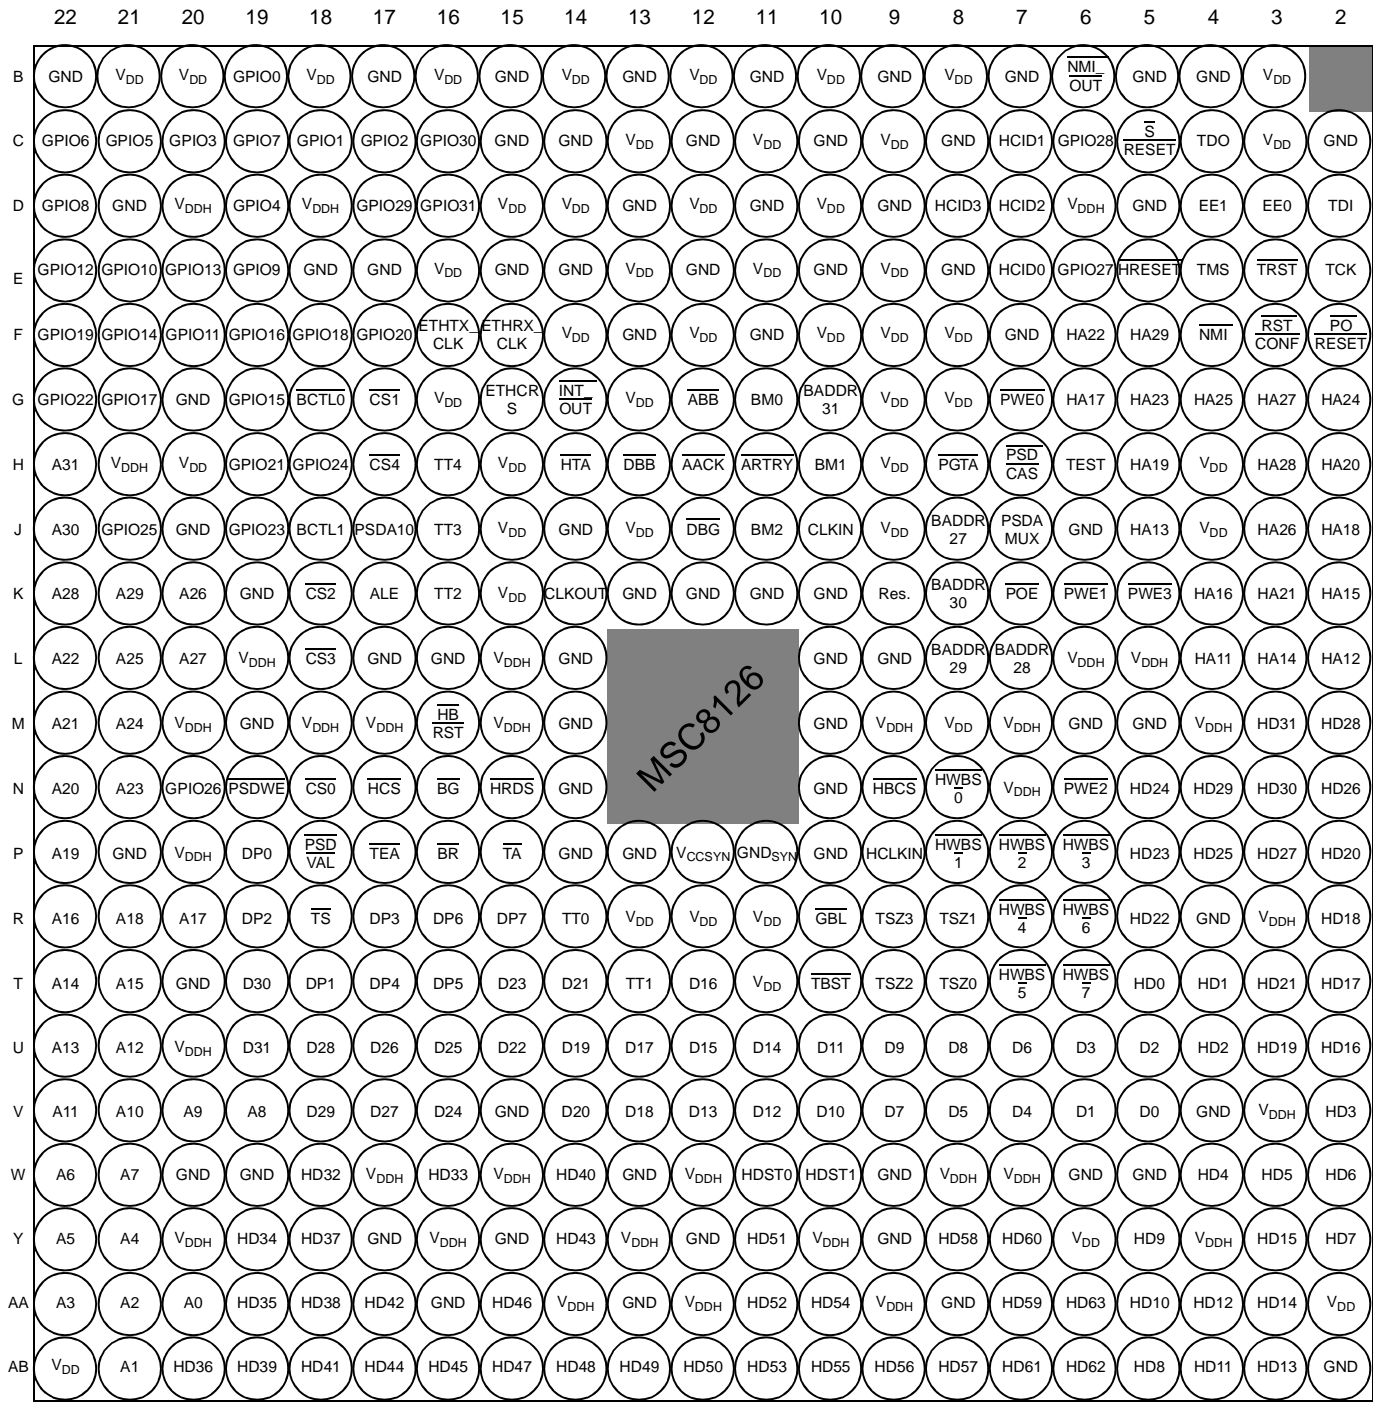 22 21 20 19 18 17 16 15 14 13 12 11 10 9 8 7 6 5 4 3 2
B GND VDD VDD GPIO0 VDD GND VDD GND VDD GND VDD GND VDD GND VDD GND NMI_OUT GND GND VDD
C GPIO6 GPIO5 GPIO3 GPIO7 GPIO1 GPIO2 GPIO30 GND GND VDD GND VDD GND VDD GND HCID1 GPIO28 S RESET TDO VDD GND
D GPIO8 GND VDDH GPIO4 VDDH GPIO29 GPIO31 VDD VDD GND VDD GND VDD GND HCID3 HCID2 VDDH GND EE1 EE0 TDI
E GPIO12 GPIO10 GPIO13 GPIO9 GND GND VDD GND GND VDD GND VDD GND VDD GND HCID0 GPIO27 HRESET TMS TRST TCK
F GPIO19 GPIO14 GPIO11 GPIO16 GPIO18 GPIO20 ETHTX_CLK ETHRX_CLK VDD GND VDD GND VDD VDD VDD GND HA22 HA29 NMI RST CONF PO RESET
G GPIO22 GPIO17 GND GPIO15 BCTL0 CS1 VDD ETHCRS INT_OUT VDD ABB BM0 BADDR31 VDD VDD PWE0 HA17 HA23 HA25 HA27 HA24
H A31 VDDH VDD GPIO21 GPIO24 CS4 TT4 VDD HTA DBB AACK ARTRY BM1 VDD PGTA PSD CAS TEST HA19 VDD HA28 HA20
J A30 GPIO25 GND GPIO23 BCTL1 PSDA10 TT3 VDD GND VDD DBG BM2 CLKIN VDD BADDR27 PSDA MUX GND HA13 VDD HA26 HA18
K A28 A29 A26 GND CS2 ALE TT2 VDD CLKOUT GND GND GND GND Res. BADDR30 POE PWE1 PWE3 HA16 HA21 HA15
L A22 A25 A27 VDDH CS3 GND GND VDDH GND GND GND BADDR29 BADDR28 VDDH VDDH HA11 HA14 HA12
M A21 A24 VDDH GND VDDH VDDH HB RST VDDH GND MSC8126 GND VDDH VDD VDDH GND GND VDDH HD31 HD28
N A20 A23 GPIO26 PSDWE CS0 HCS BG HRDS GND GND HBCS HWBS0 VDDH PWE2 HD24 HD29 HD30 HD26
P A19 GND VDDH DP0 PSD VAL TEA BR TA GND GND VCCSYN GNDSYN GND HCLKIN HWBS1 HWBS2 HWBS3 HD23 HD25 HD27 HD20
R A16 A18 A17 DP2 TS DP3 DP6 DP7 TT0 VDD VDD VDD GBL TSZ3 TSZ1 HWBS4 HWBS6 HD22 GND VDDH HD18
T A14 A15 GND D30 DP1 DP4 DP5 D23 D21 TT1 D16 VDD TBST TSZ2 TSZ0 HWBS5 HWBS7 HD0 HD1 HD21 HD17
U A13 A12 VDDH D31 D28 D26 D25 D22 D19 D17 D15 D14 D11 D9 D8 D6 D3 D2 HD2 HD19 HD16
V A11 A10 A9 A8 D29 D27 D24 GND D20 D18 D13 D12 D10 D7 D5 D4 D1 D0 GND VDDH HD3
W A6 A7 GND GND HD32 VDDH HD33 VDDH HD40 GND VDDH HDST0 HDST1 GND VDDH VDDH GND GND HD4 HD5 HD6
Y A5 A4 VDDH HD34 HD37 GND VDDH GND HD43 VDDH GND HD51 VDDH GND HD58 HD60 VDD HD9 VDDH HD15 HD7
AA A3 A2 A0 HD35 HD38 HD42 GND HD46 VDDH GND VDDH HD52 HD54 VDDH GND HD59 HD63 HD10 HD12 HD14 VDD
AB VDD A1 HD36 HD39 HD41 HD44 HD45 HD47 HD48 HD49 HD50 HD53 HD55 HD56 HD57 HD61 HD62 HD8 HD11 HD13 GND